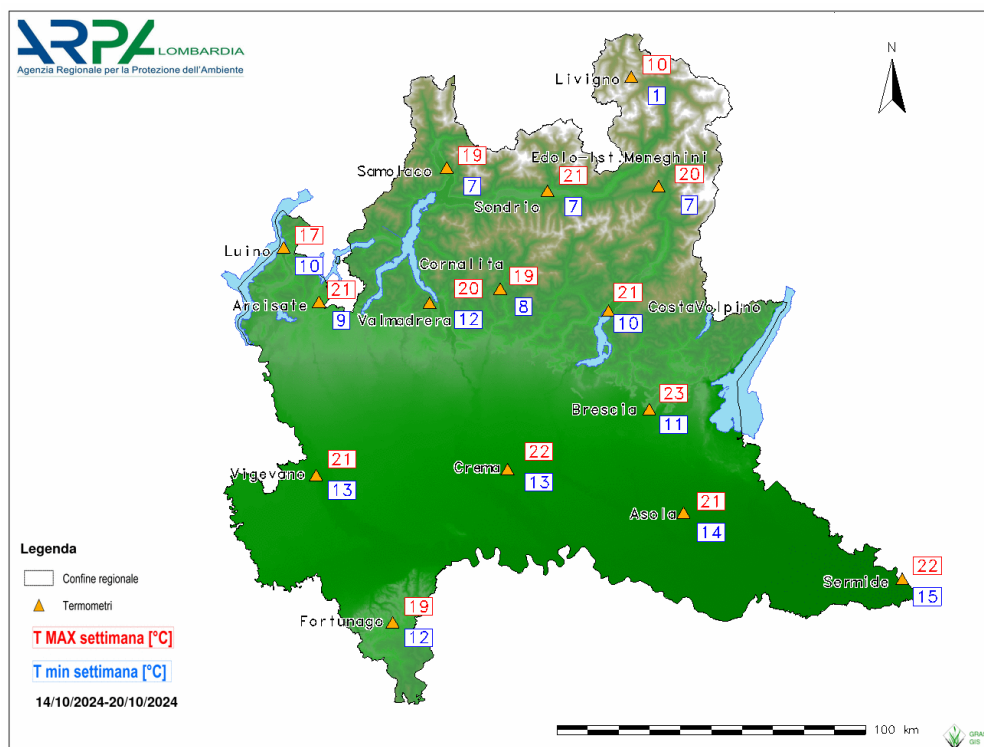 ARPA LOMBARDIA
Agenzia Regionale per la Protezione dell'Ambiente
N
Livigno
10
1
Samolaco
19
7
Sondrio
21
7
Edolo-Ist.Meneghini
20
7
Luino
17
10
Arcisate
21
9
Valmadrera
20
12
Cornalita
19
8
CostaVolpino
21
10
Brescia
23
11
Vigevano
21
13
Crema
22
13
Asola
21
14
Sermide
22
15
Fortunago
19
12
Legenda
Confine regionale
Termometri
T MAX settimana [°C]
T min settimana [°C]
14/10/2024-20/10/2024
100 km
GRAS
GIS